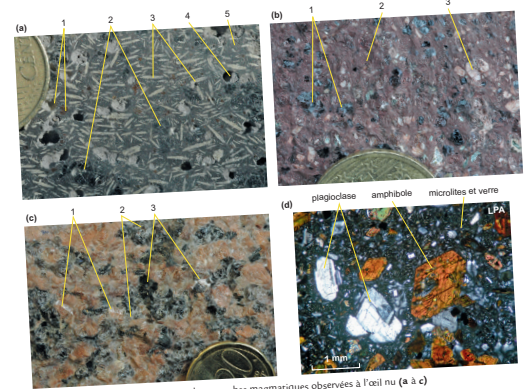 (a)
1 2 3 4 5
(b)
1 2 3
(c)
1 2 3
(d)
plagioclase amphibole microlites et verre
LPA
1 mm
magmatiques observées à l'œil nu (a à c)